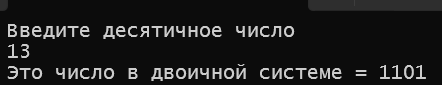 Введите десятичное число
13
Это число в двоичной системе = 1101